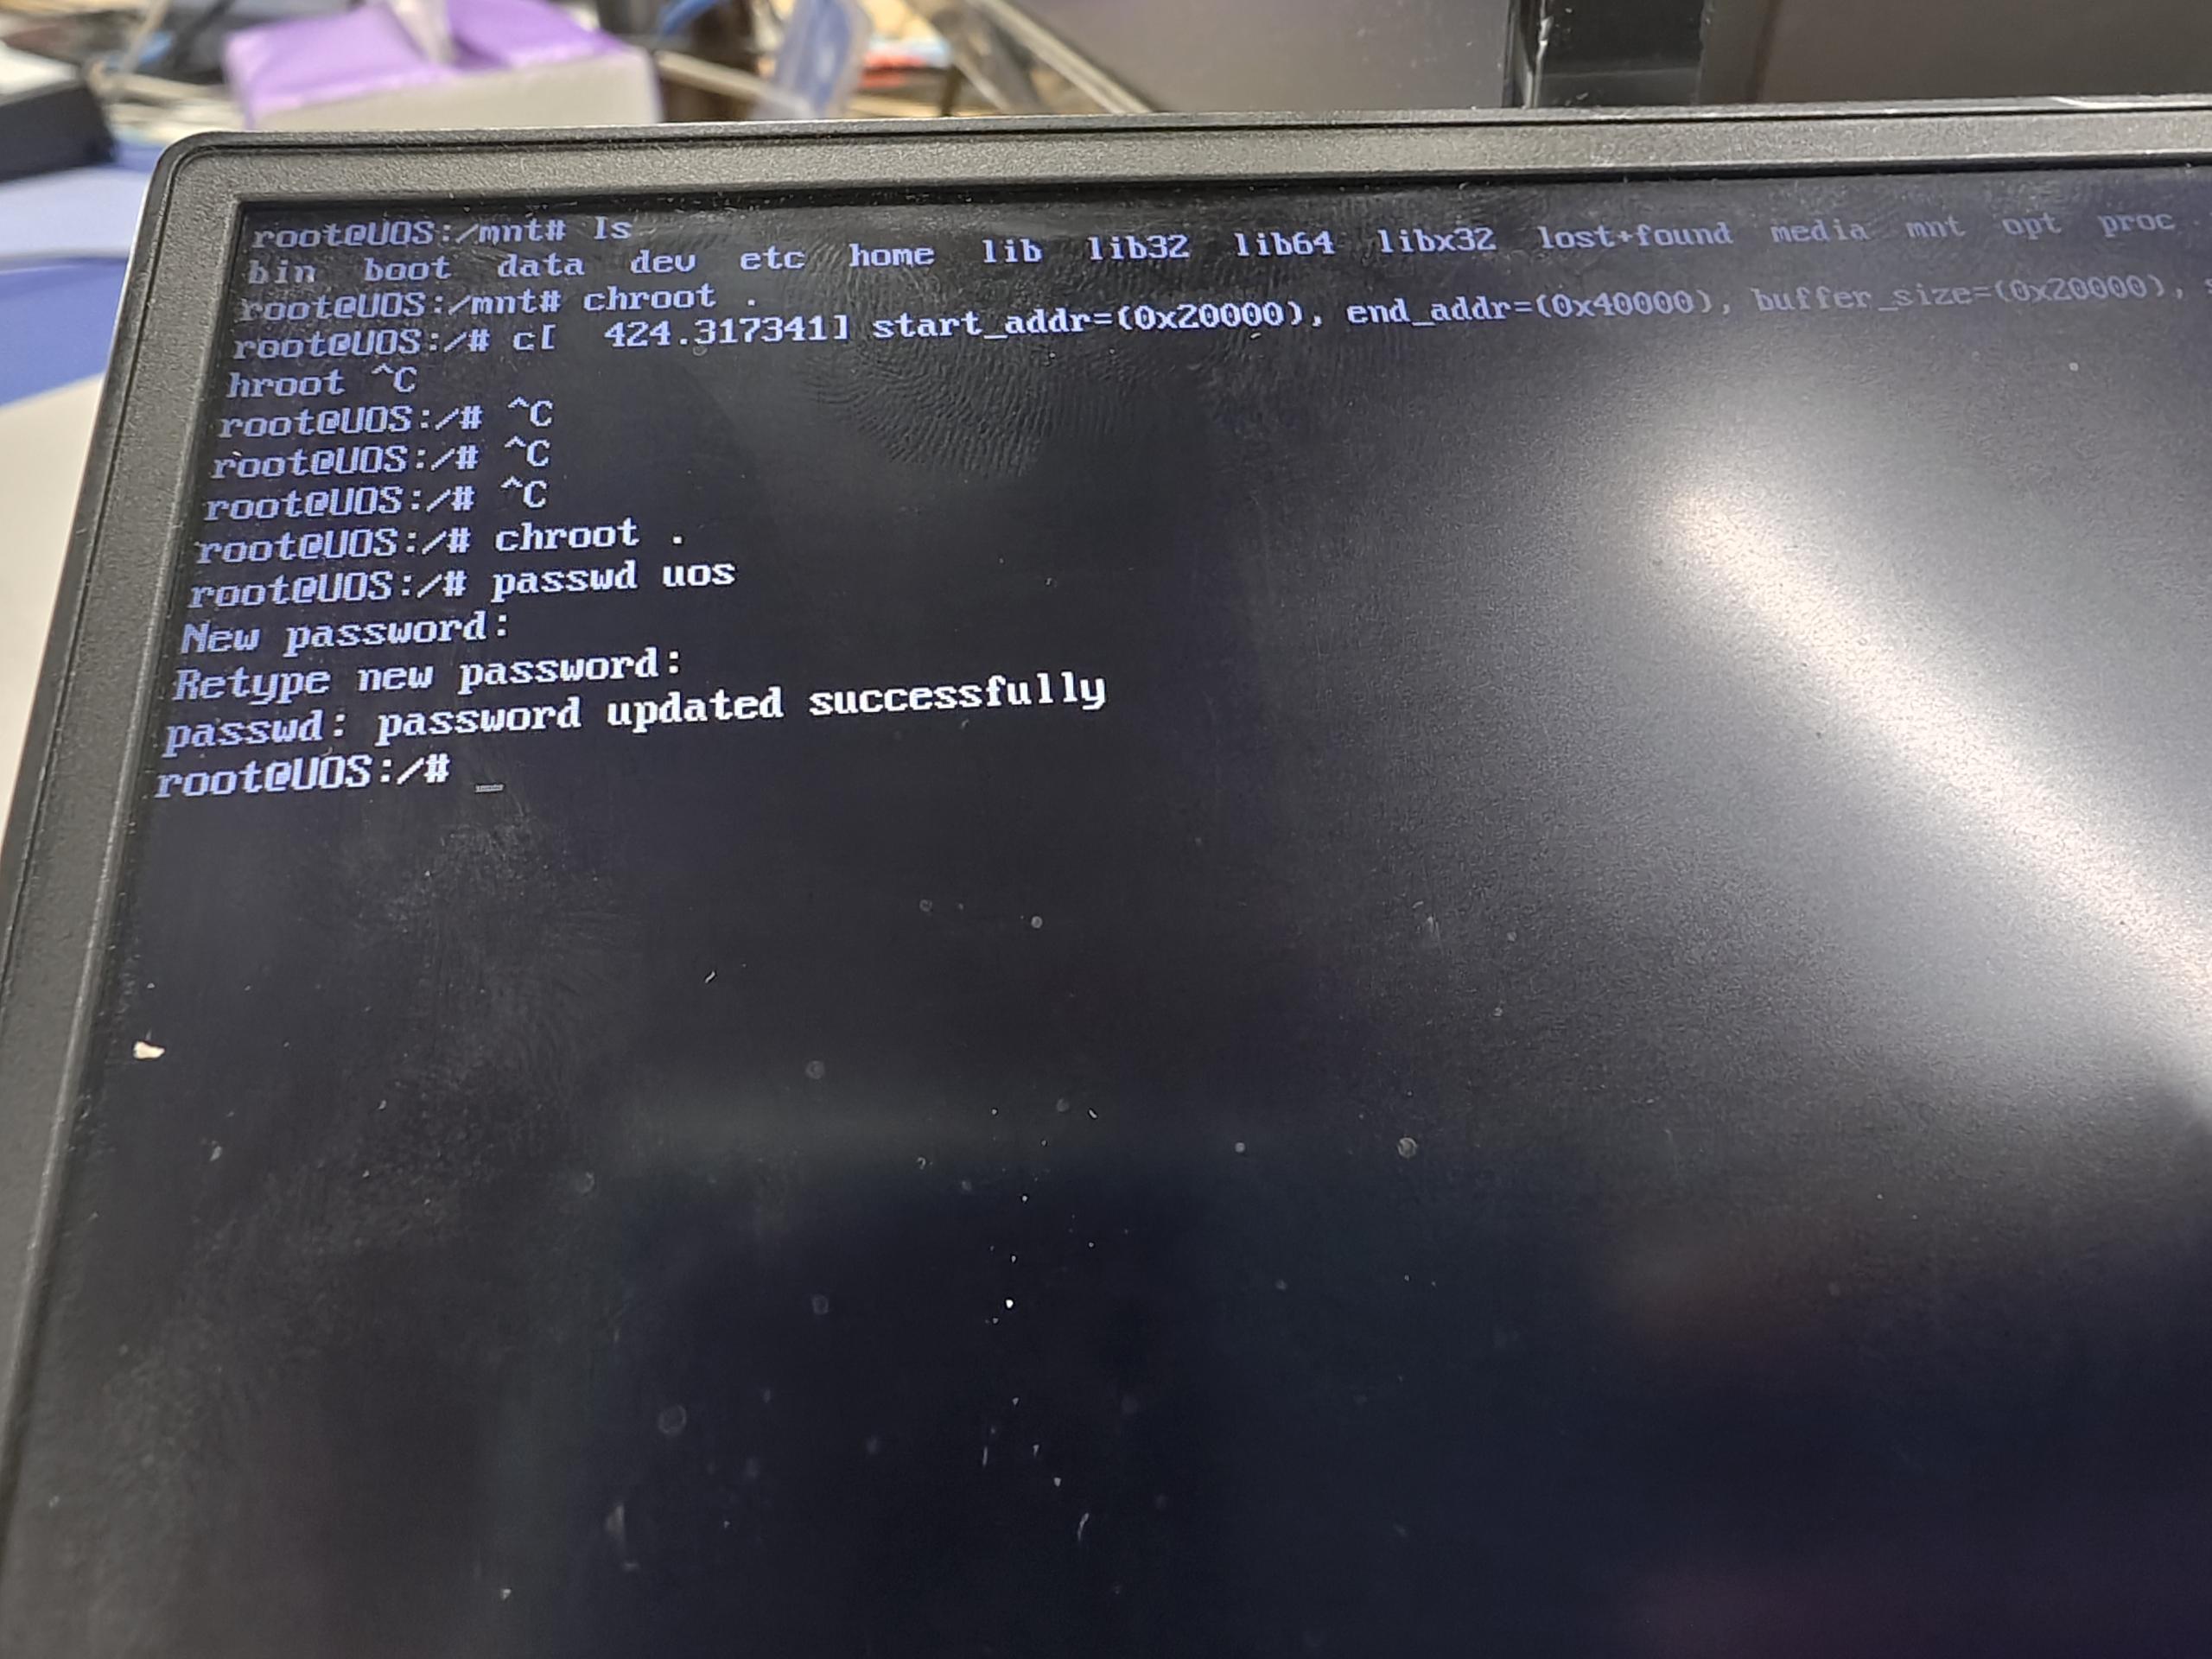 root@UOS:/mnt# ls
bin boot data dev etc home lib lib32 lib64 libx32 lost+found media mnt opt proc
root@UOS:/mnt# chroot .
root@UOS:/# c[ 424.317341] start_addr=(0x20000), end_addr=(0x40000), buffer_size=(0x20000),
hroot ^C
root@UOS:/# ^C
root@UOS:/# ^C
root@UOS:/# ^C
root@UOS:/# chroot .
root@UOS:/# passwd uos
New password:
Retype new password:
passwd: password updated successfully
root@UOS:/# _